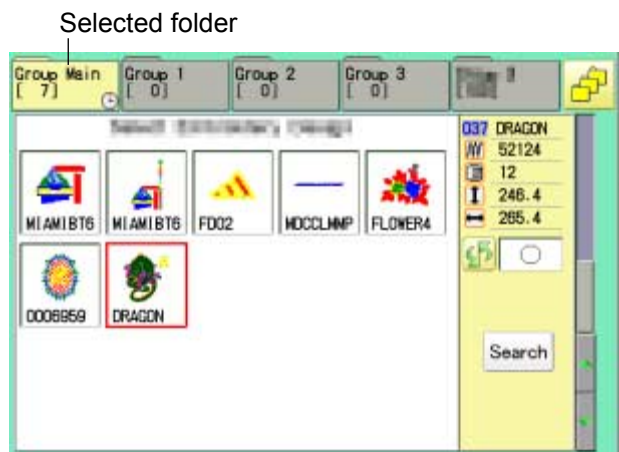 Selected folder
Group Main
[ 7]
Group 1
[ 0]
Group 2
[ 0]
Group 3
[ 0]
037 DRAGON
52124
12
246.4
265.4
MIAMIBT6 MIAMIBT6 FD02 MDCCLMNP FLOWER4
0006959 DRAGON
Search